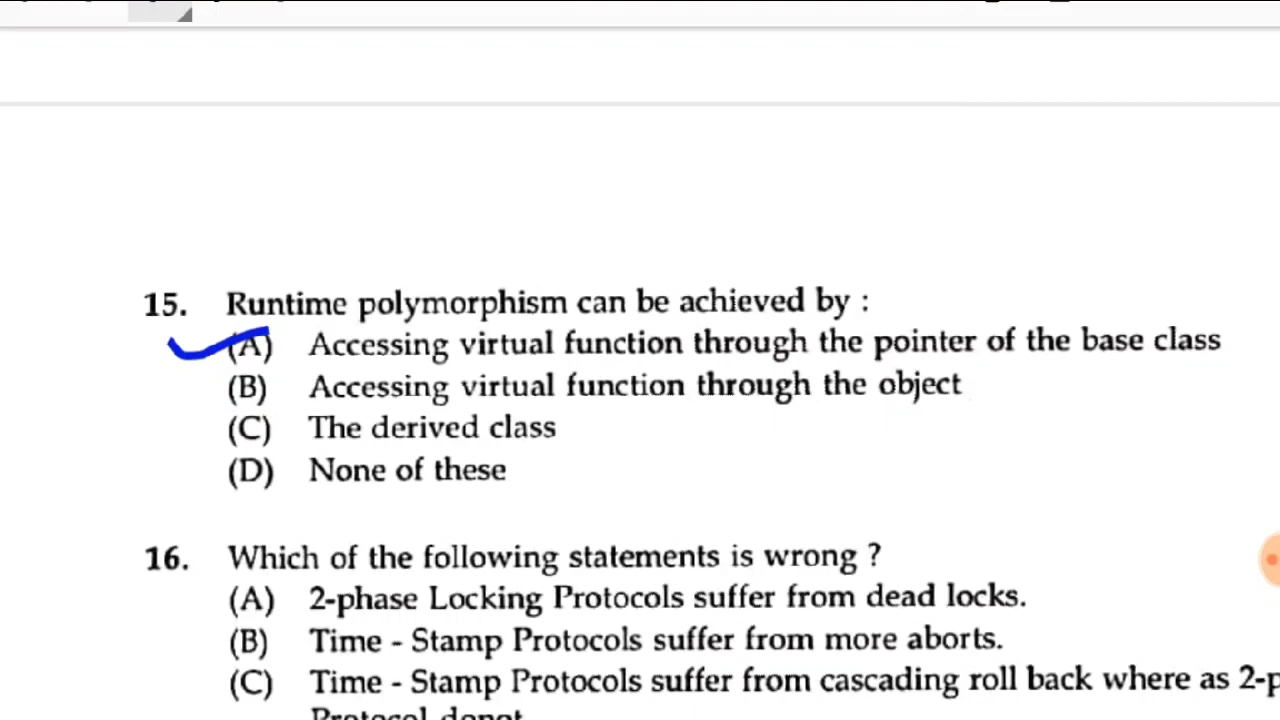 15. Runtime polymorphism can be achieved by :
(A) Accessing virtual function through the pointer of the base class
(B) Accessing virtual function through the object
(C) The derived class
(D) None of these
16. Which of the following statements is wrong ?
(A) 2-phase Locking Protocols suffer from dead locks.
(B) Time - Stamp Protocols suffer from more aborts.
(C) Time - Stamp Protocols suffer from cascading roll back where as 2-p
Protocol donot